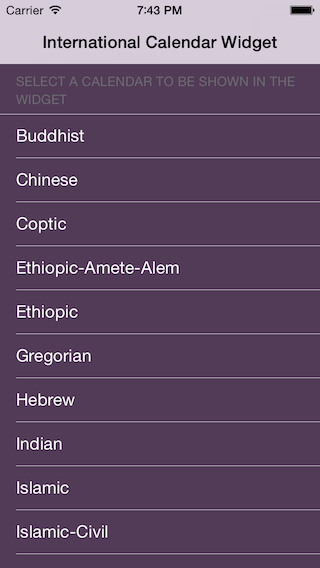 Carrier 7:43 PM
International Calendar Widget
SELECT A CALENDAR TO BE SHOWN IN THE
WIDGET
Buddhist
Chinese
Coptic
Ethiopic-Amete-Alem
Ethiopic
Gregorian
Hebrew
Indian
Islamic
Islamic-Civil